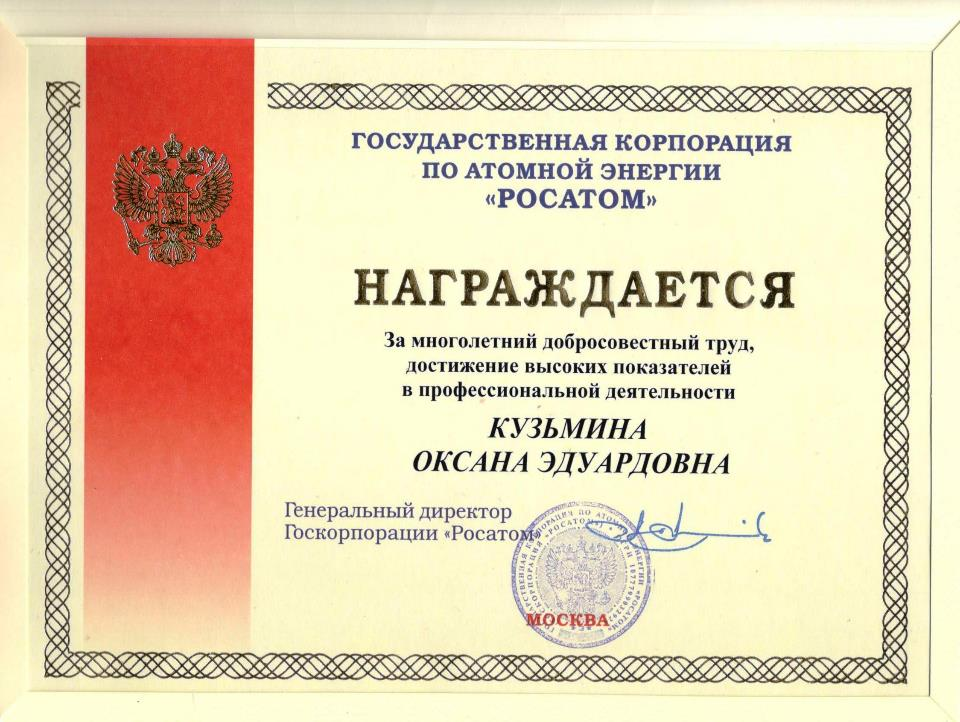 ГОСУДАРСТВЕННАЯ КОРПОРАЦИЯ
ПО АТОМНОЙ ЭНЕРГИИ
«РОСАТОМ»
НАГРАЖДАЕТСЯ
За многолетний добросовестный труд,
достижение высоких показателей
в профессиональной деятельности
КУЗЬМИНА
ОКСАНА ЭДУАРДОВНА
Генеральный директор
Госкорпорации «Росатом»
МОСКВА